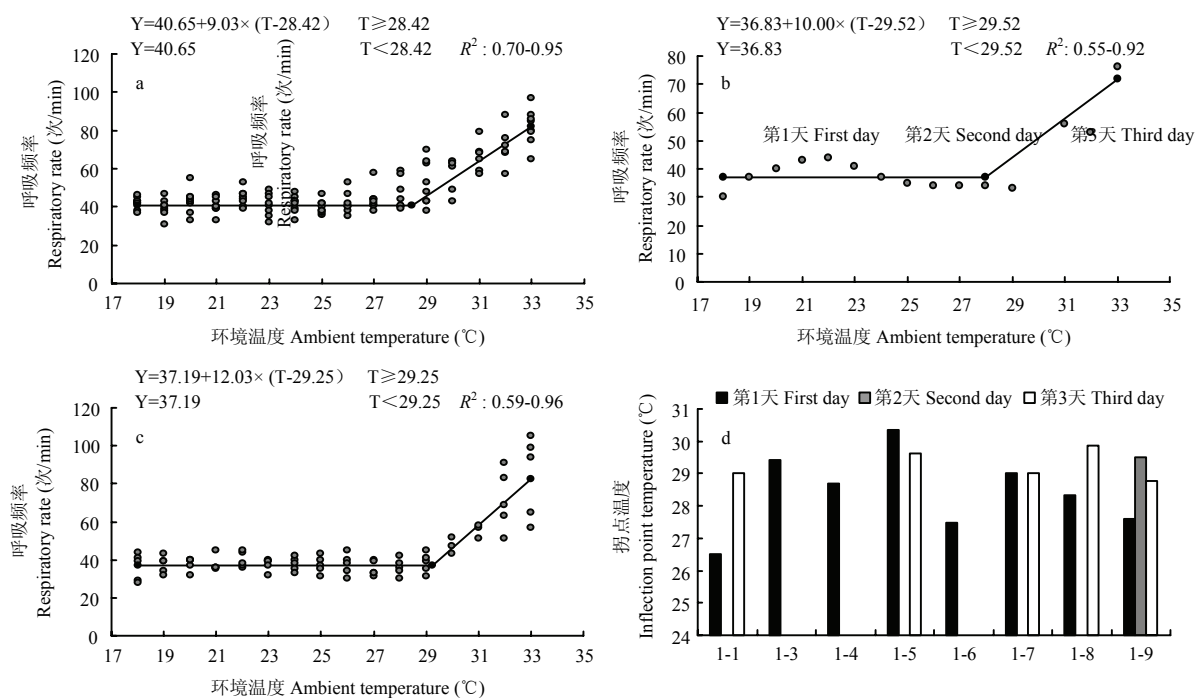 Y=40.65+9.03× (T-28.42） T≥28.42
Y=40.65 T＜28.42 R²: 0.70-0.95
a
120
100
80
60
40
20
0
呼吸频率
Respiratory rate (次/min)
呼吸频率
Respiratory rate (次/min)
17 19 21 23 25 27 29 31 33 35
环境温度 Ambient temperature (℃)
Y=36.83+10.00× (T-29.52） T≥29.52
Y=36.83 T＜29.52 R²: 0.55-0.92
b
80
70
60
50
40
30
20
10
0
第1天 First day 第2天 Second day 第3天 Third day
呼吸频率
Respiratory rate (次/min)
17 19 21 23 25 27 29 31 33 35
环境温度 Ambient temperature (℃)
Y=37.19+12.03× (T-29.25） T≥29.25
Y=37.19 T＜29.25 R²: 0.59-0.96
c
120
100
80
60
40
20
0
呼吸频率
Respiratory rate (次/min)
17 19 21 23 25 27 29 31 33 35
环境温度 Ambient temperature (℃)
第1天 First day 第2天 Second day 第3天 Third day
d
31
30
29
28
27
26
25
24
拐点温度
Inflection point temperature (℃)
1-1 1-3 1-4 1-5 1-6 1-7 1-8 1-9